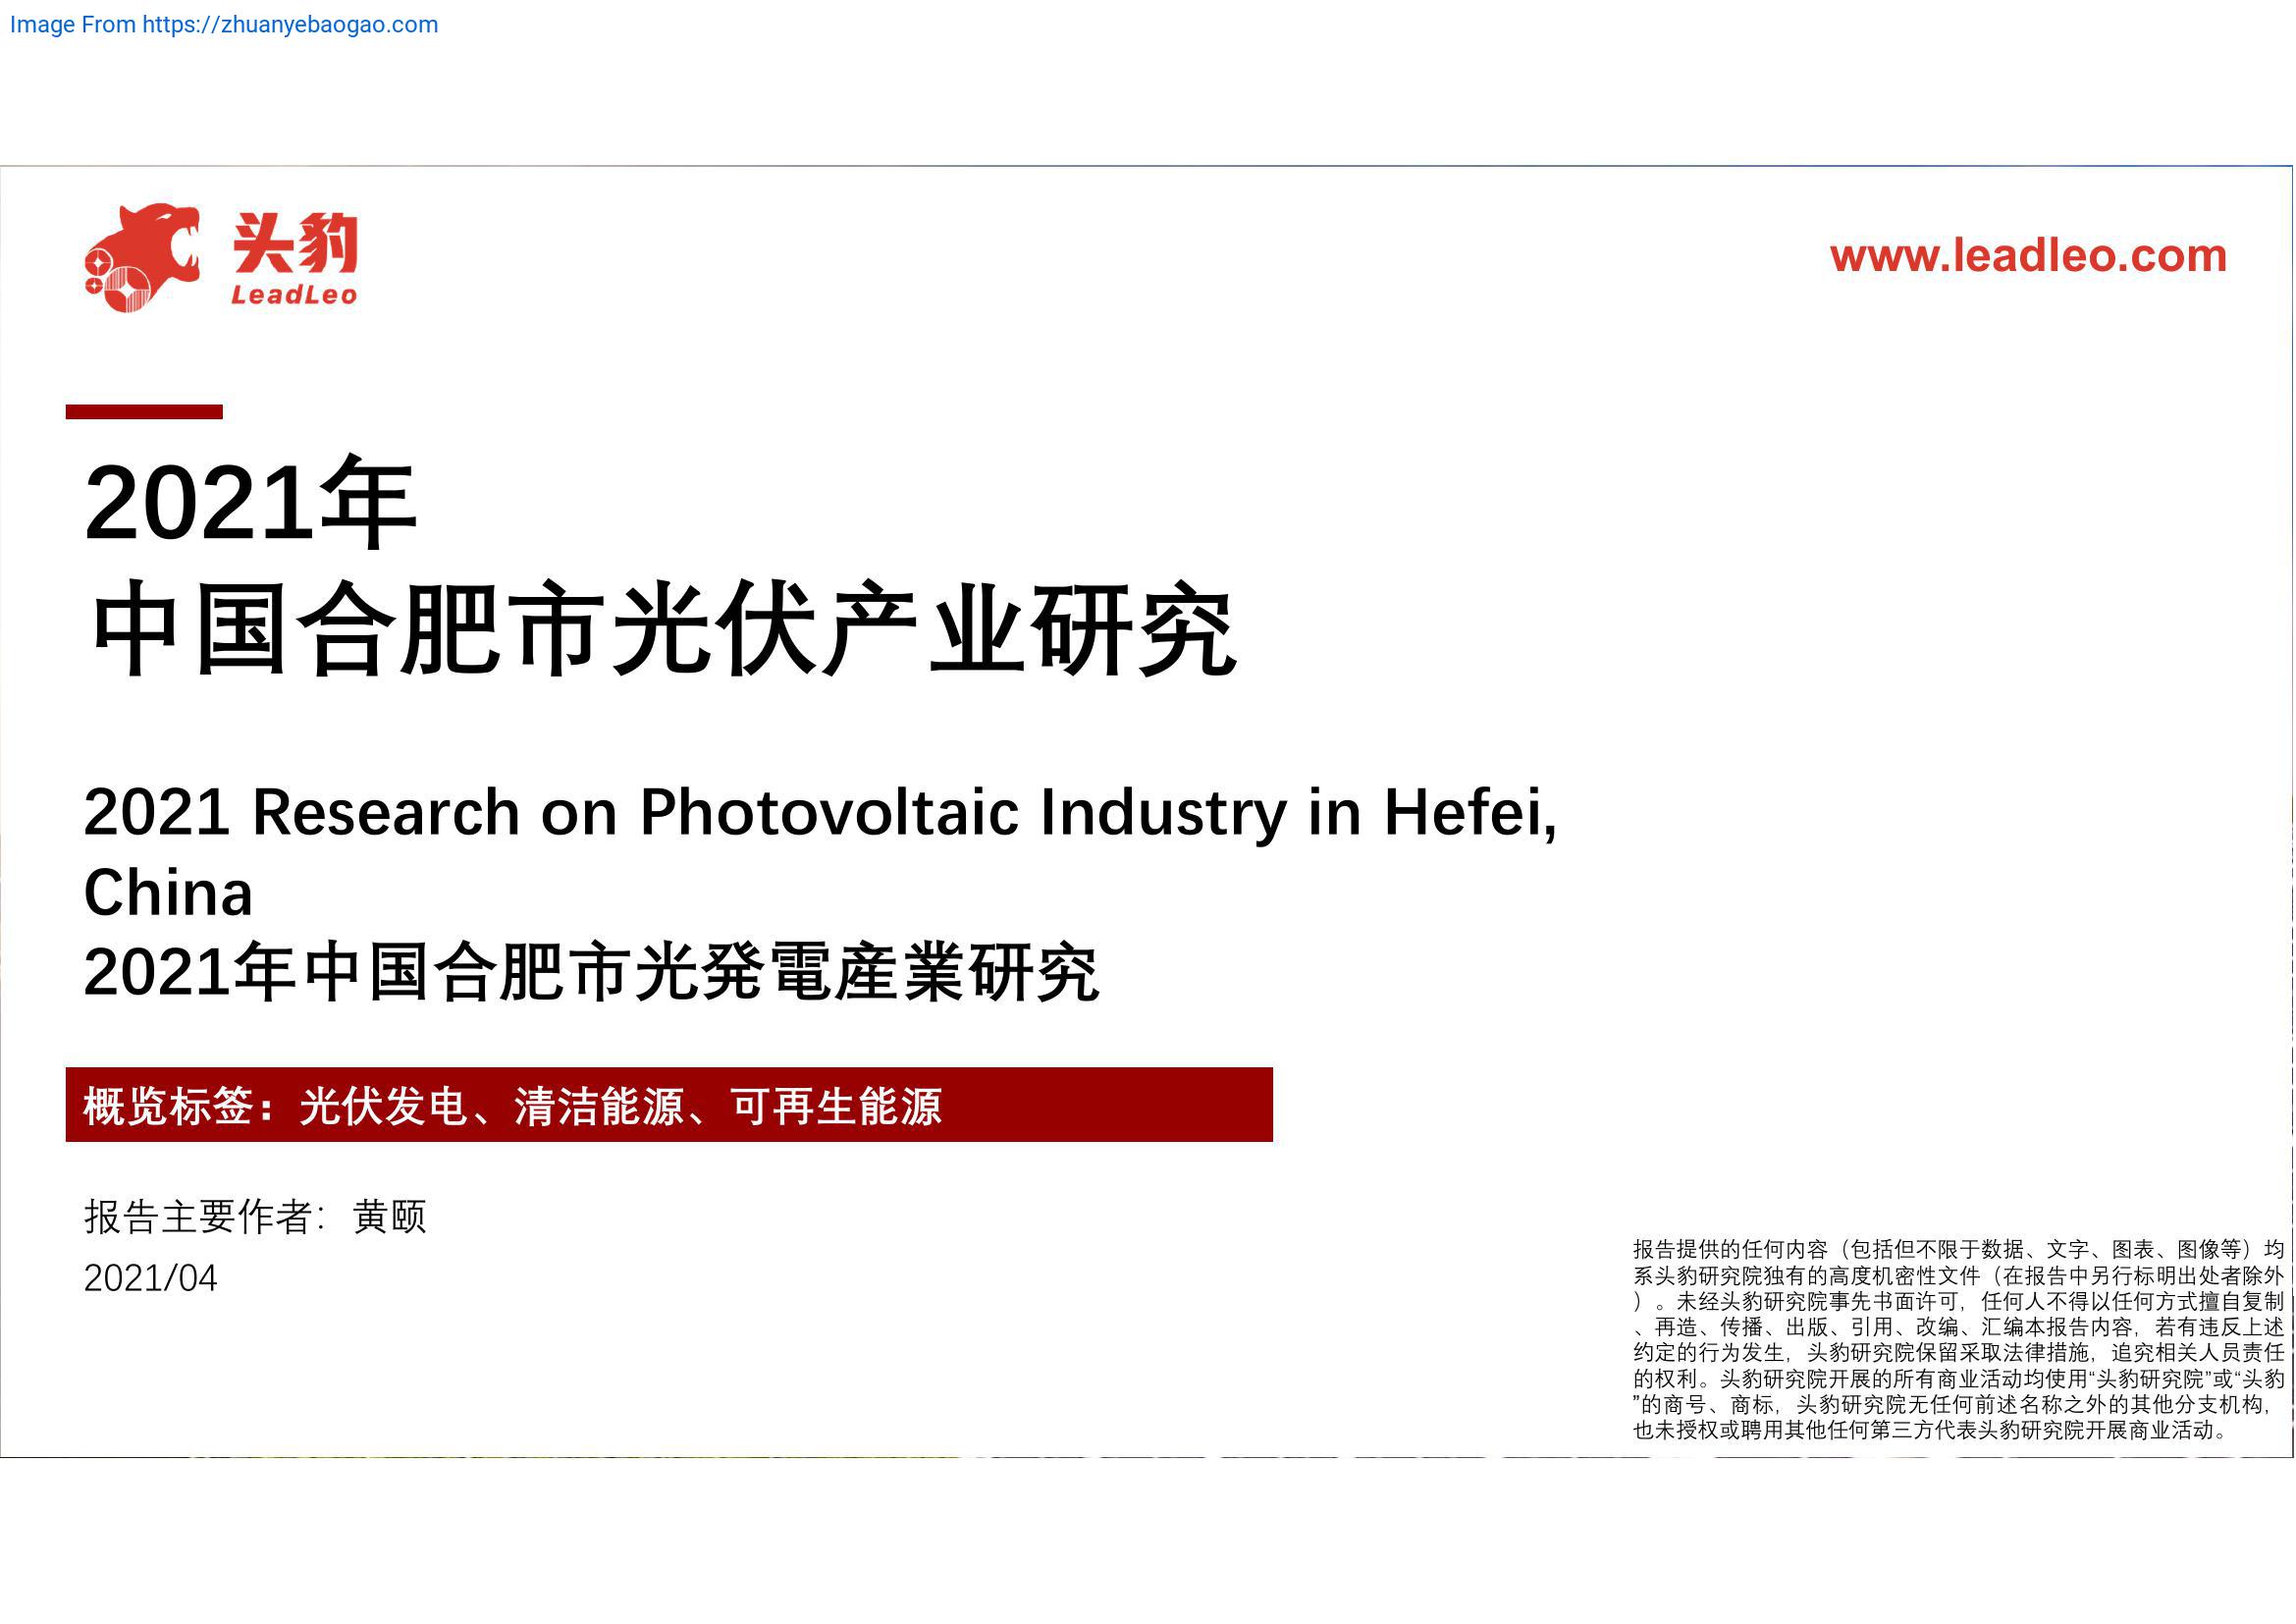 Image From https://zhuanyebaogao.com
头豹
LeadLeo
www.leadleo.com
2021年
中国合肥市光伏产业研究
2021 Research on Photovoltaic Industry in Hefei,
China
2021年中国合肥市光発電産業研究
概览标签：光伏发电、清洁能源、可再生能源
报告主要作者：黄颐
2021/04
报告提供的任何内容（包括但不限于数据、文字、图表、图像等）均
系头豹研究院独有的高度机密性文件（在报告中另行标明出处者除外
）。未经头豹研究院事先书面许可，任何人不得以任何方式擅自复制
、再造、传播、出版、引用、改编、汇编本报告内容，若有违反上述
约定的行为发生，头豹研究院保留采取法律措施，追究相关人员责任
的权利。头豹研究院开展的所有商业活动均使用“头豹研究院”或“头豹
”的商号、商标，头豹研究院无任何前述名称之外的其他分支机构，
也未授权或聘用其他任何第三方代表头豹研究院开展商业活动。